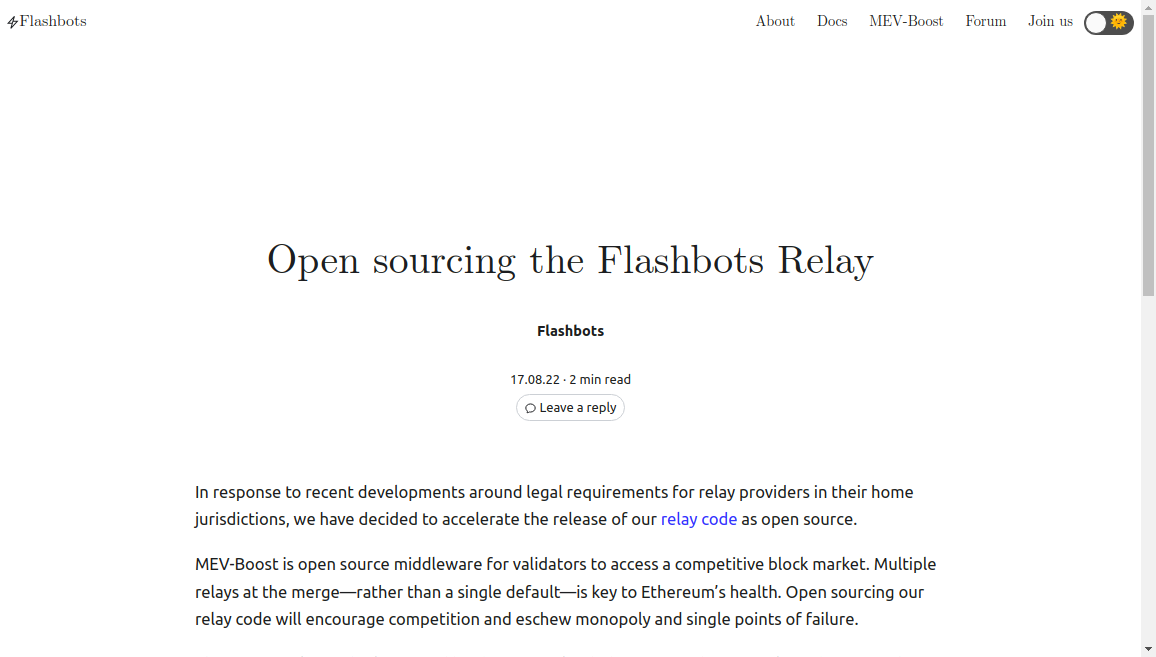 Flashbots
About
Docs
MEV-Boost
Forum
Join us
Open sourcing the Flashbots Relay
Flashbots
17.08.22 · 2 min read
Leave a reply
In response to recent developments around legal requirements for relay providers in their home
jurisdictions, we have decided to accelerate the release of our relay code as open source.
MEV-Boost is open source middleware for validators to access a competitive block market. Multiple
relays at the merge—rather than a single default—is key to Ethereum’s health. Open sourcing our
relay code will encourage competition and eschew monopoly and single points of failure.